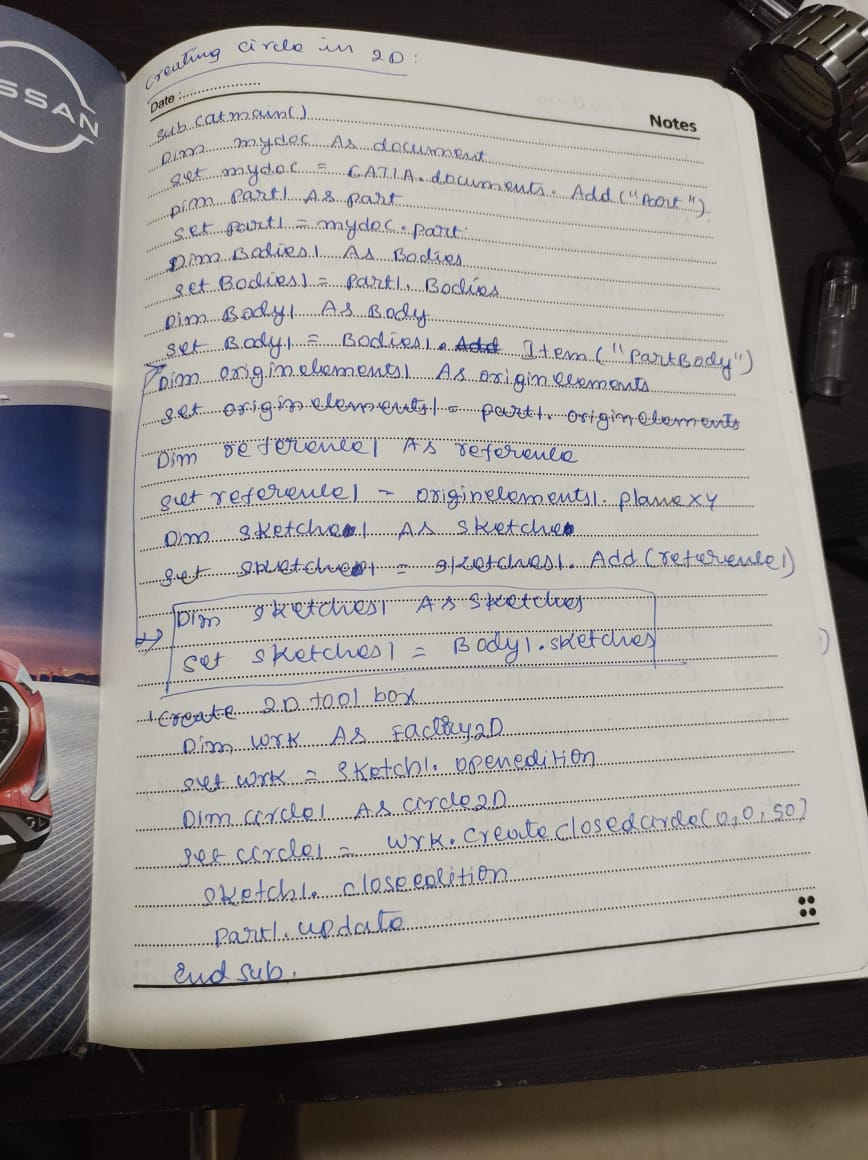 SSAN
Creating circle in 2D:
Date :
Notes
Sub catmain()
Dim mydoc As document
set mydoc = CATIA.documents. Add ("Part").
Dim Part1 As part
set part1 = mydoc.part
Dim Bodies1 As Bodies
set Bodies1 = Part1. Bodies
Dim Body1 As Body
set Body1 = Bodies1. Add Item ("PartBody")
Dim originelements1 As originelements
set originelements1 = part1. originelements
Dim reference1 As reference
set reference1 = originelements1. planexy
Dim sketch1 As sketch
set sketch1 = sketches1. Add (reference1)
Dim sketches1 As sketches
set sketches1 = Body1.sketches
'Create 2D tool box
Dim wrk As Factory2D
set wrk = sketch1. openedition
Dim circle1 As circle2D
set circle1 = wrk. Create closedcircle(0,0,50)
sketch1. closeedition
part1. update
end sub.